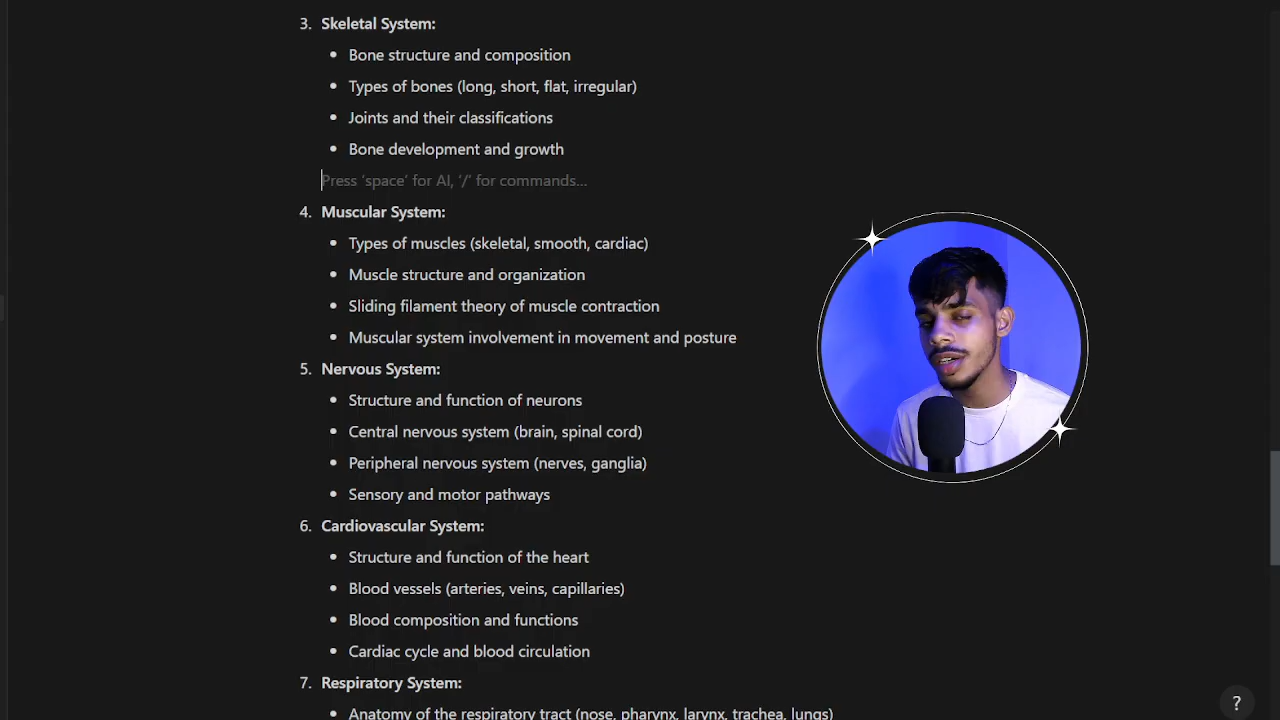 3. Skeletal System:
• Bone structure and composition
• Types of bones (long, short, flat, irregular)
• Joints and their classifications
• Bone development and growth
Press ‘space’ for AI, ‘/’ for commands...
4. Muscular System:
• Types of muscles (skeletal, smooth, cardiac)
• Muscle structure and organization
• Sliding filament theory of muscle contraction
• Muscular system involvement in movement and posture
5. Nervous System:
• Structure and function of neurons
• Central nervous system (brain, spinal cord)
• Peripheral nervous system (nerves, ganglia)
• Sensory and motor pathways
6. Cardiovascular System:
• Structure and function of the heart
• Blood vessels (arteries, veins, capillaries)
• Blood composition and functions
• Cardiac cycle and blood circulation
7. Respiratory System:
• Anatomy of the respiratory tract (nose, pharynx, larynx, trachea, lungs)
?